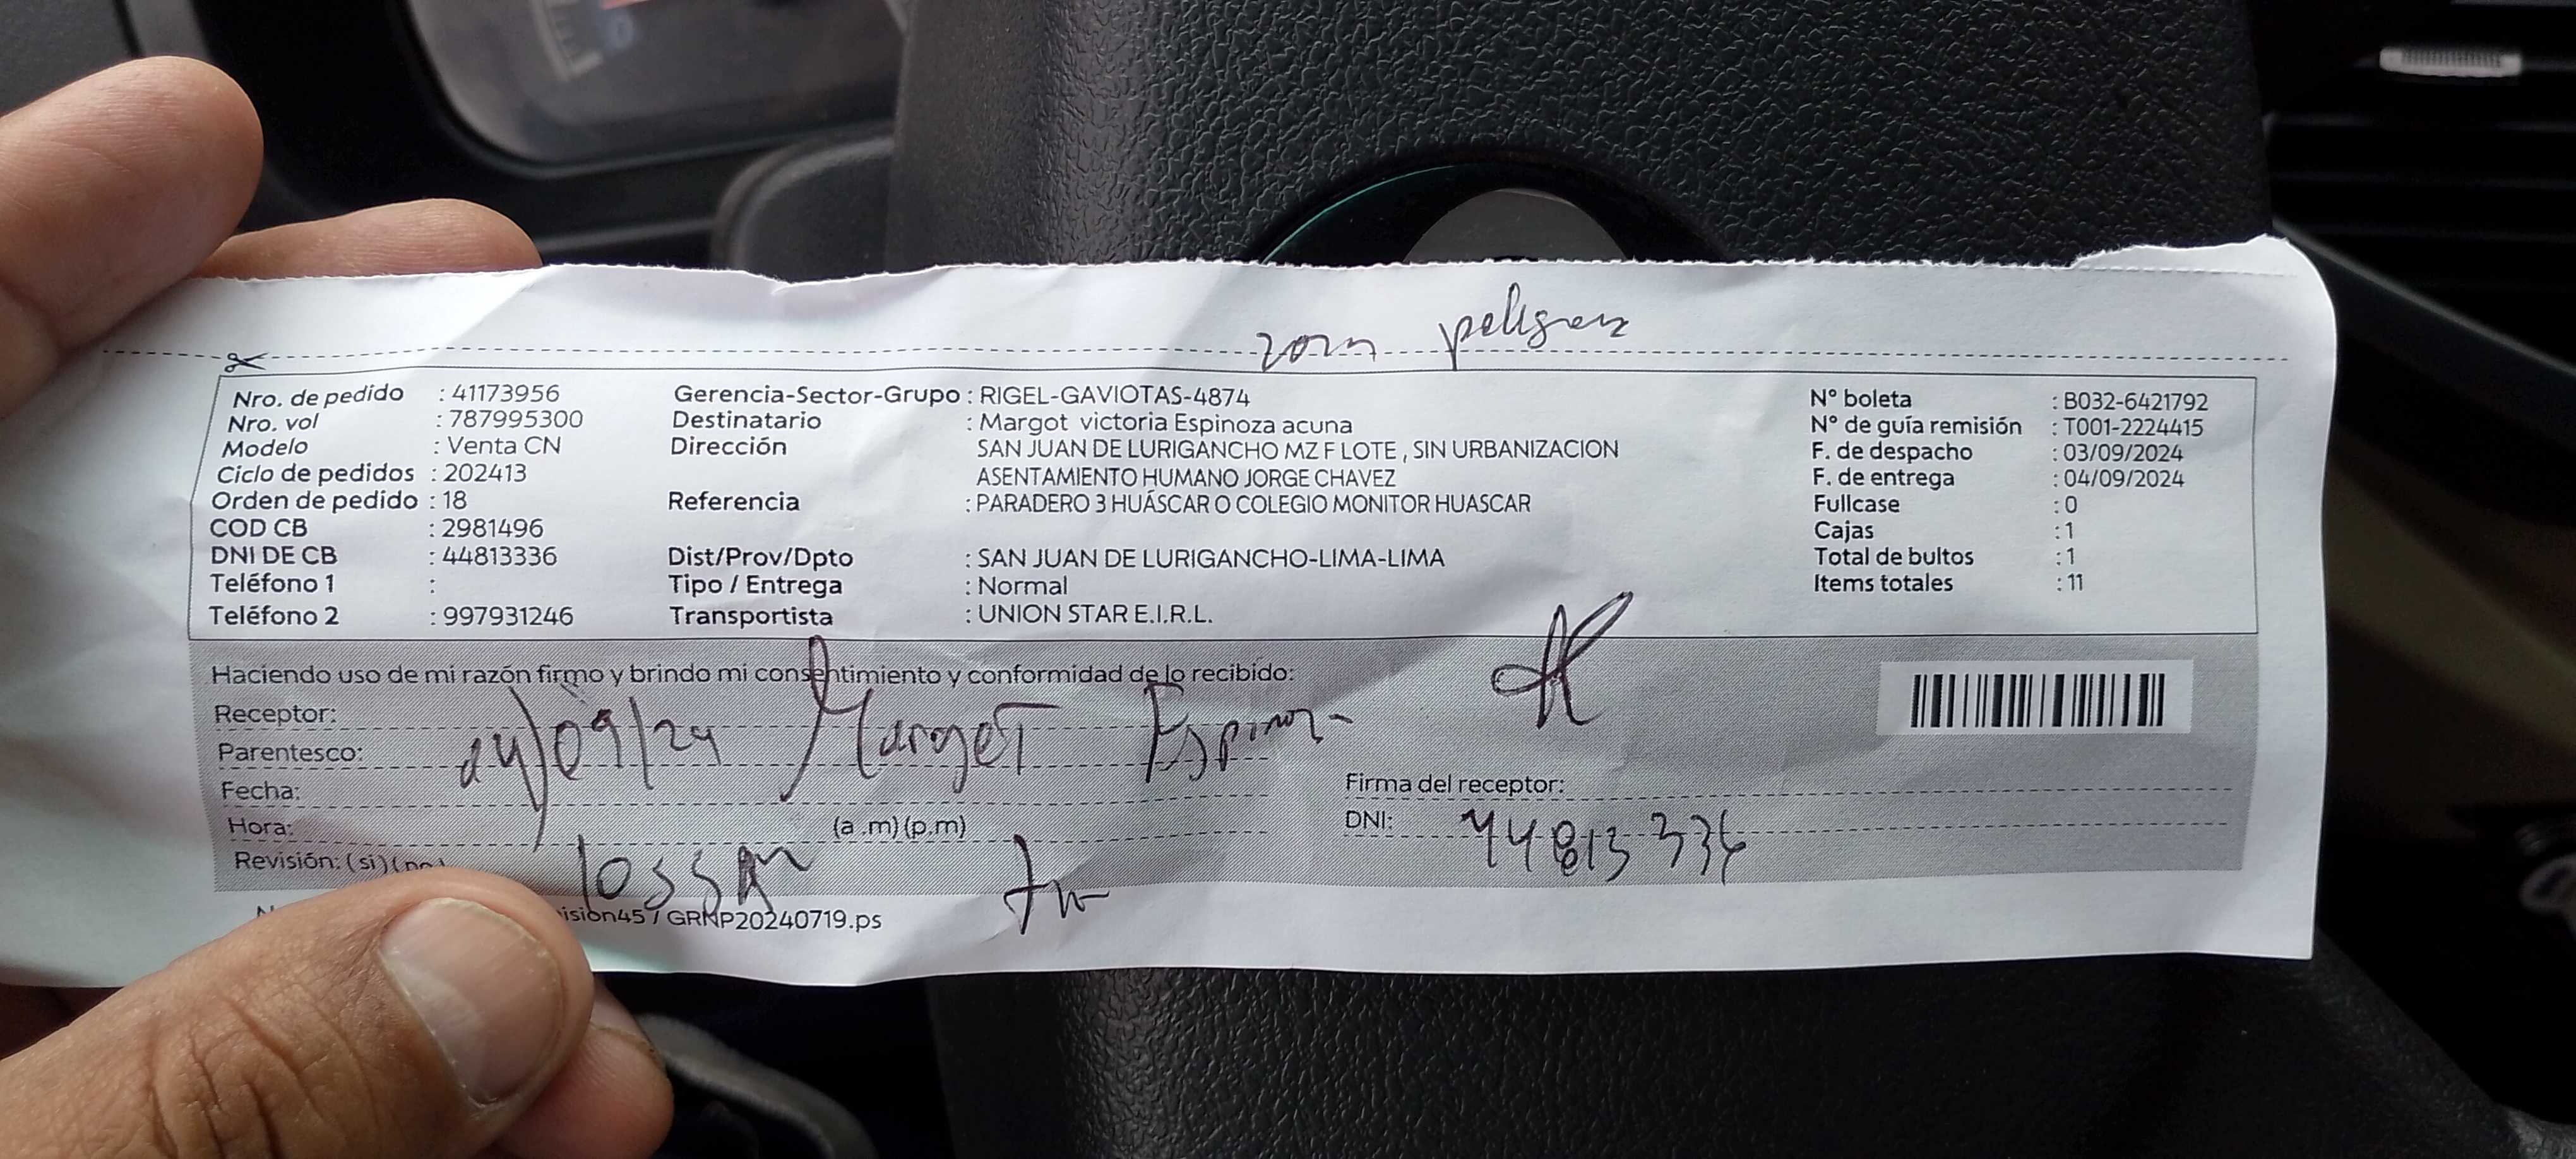 zona peligrosa
Nro. de pedido : 41173956 Gerencia-Sector-Grupo : RIGEL-GAVIOTAS-4874 N° boleta : B032-6421792
Nro. vol : 787995300 Destinatario : Margot victoria Espinoza acuna N° de guía remisión : T001-2224415
Modelo : Venta CN Dirección SAN JUAN DE LURIGANCHO MZ F LOTE , SIN URBANIZACION F. de despacho : 03/09/2024
Ciclo de pedidos : 202413 ASENTAMIENTO HUMANO JORGE CHAVEZ F. de entrega : 04/09/2024
Orden de pedido : 18 Referencia : PARADERO 3 HUÁSCAR O COLEGIO MONITOR HUASCAR Fullcase : 0
COD CB : 2981496 Cajas : 1
DNI DE CB : 44813336 Dist/Prov/Dpto : SAN JUAN DE LURIGANCHO-LIMA-LIMA Total de bultos : 1
Teléfono 1 : Tipo / Entrega : Normal Items totales : 11
Teléfono 2 : 997931246 Transportista : UNION STAR E.I.R.L.
Haciendo uso de mi razón firmo y brindo mi consentimiento y conformidad de lo recibido:
Receptor:
Parentesco: 04/09/24 Margot Espinoza
Fecha: Firma del receptor:
Hora: (a .m) (p.m) DNI: 44813336
Revisión: (si) (no)
ision45 / GRNP20240719.ps